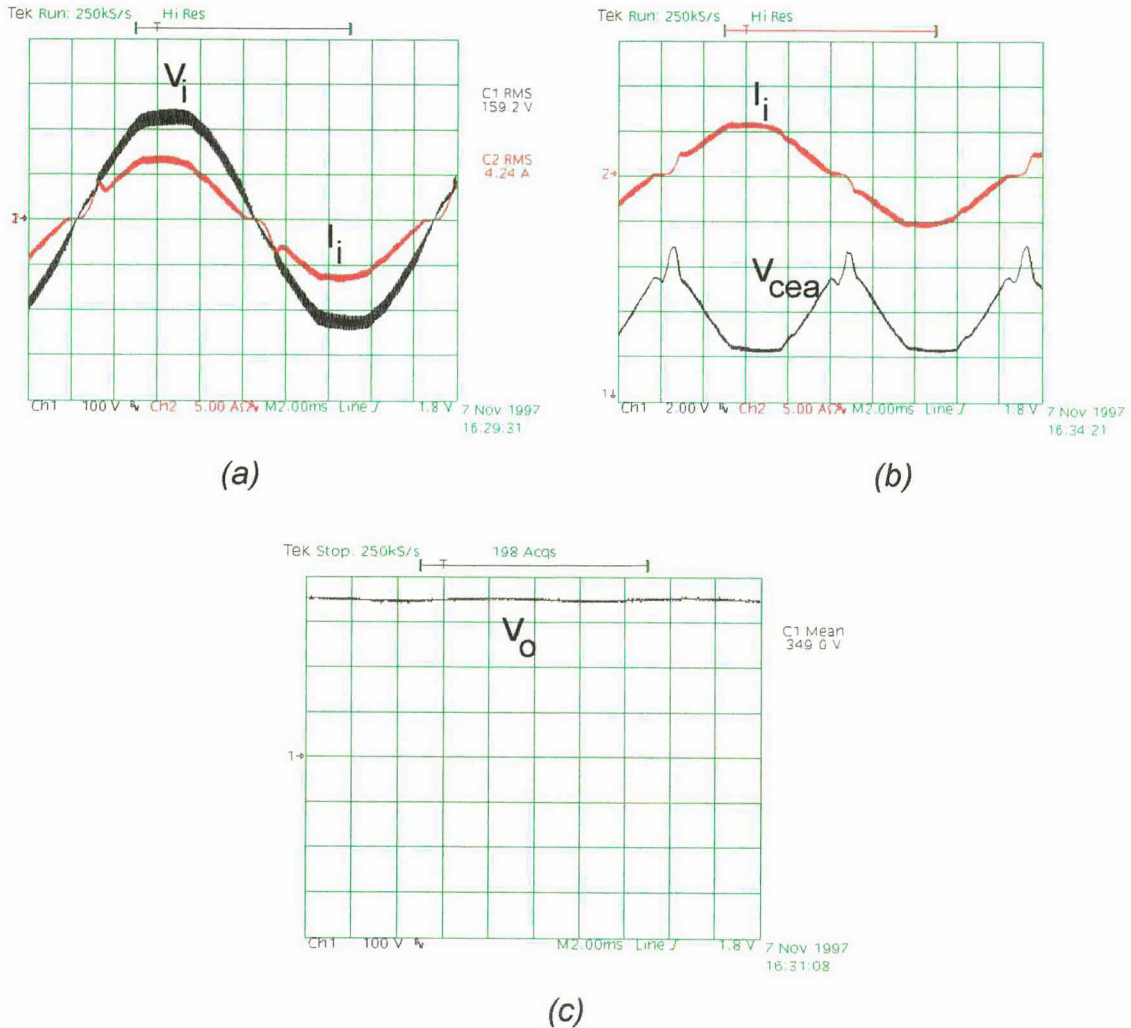 Tek Run: 250kS/s Hi Res
Vi
C1 RMS
159.2 V
C2 RMS
4.24 A
Ii
Ch1 100 V Ch2 5.00 A M2.00ms Line 1.8 V 7 Nov 1997
16:29:31
(a)
Tek Run: 250kS/s Hi Res
Ii
2
Vcea
1
Ch1 2.00 V Ch2 5.00 A M2.00ms Line 1.8 V 7 Nov 1997
16:34:21
(b)
Tek Stop: 250kS/s 198 Acqs
Vo
C1 Mean
349.0 V
1
Ch1 100 V M2.00ms Line 1.8 V 7 Nov 1997
16:31:08
(c)